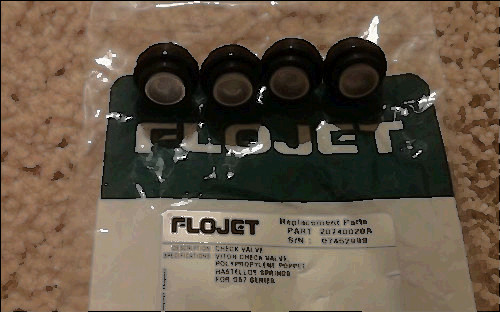 FLOJET
FLOJET
Replacement Parts
PART 20740020A
S/N :
DESCRIPTION CHECK VALVE
SPECIFICATIONS VITON CHECK VALVE
POLYPROPYLENE POPPET
HASTELLOY SPRINGS
FOR G57 SERIES